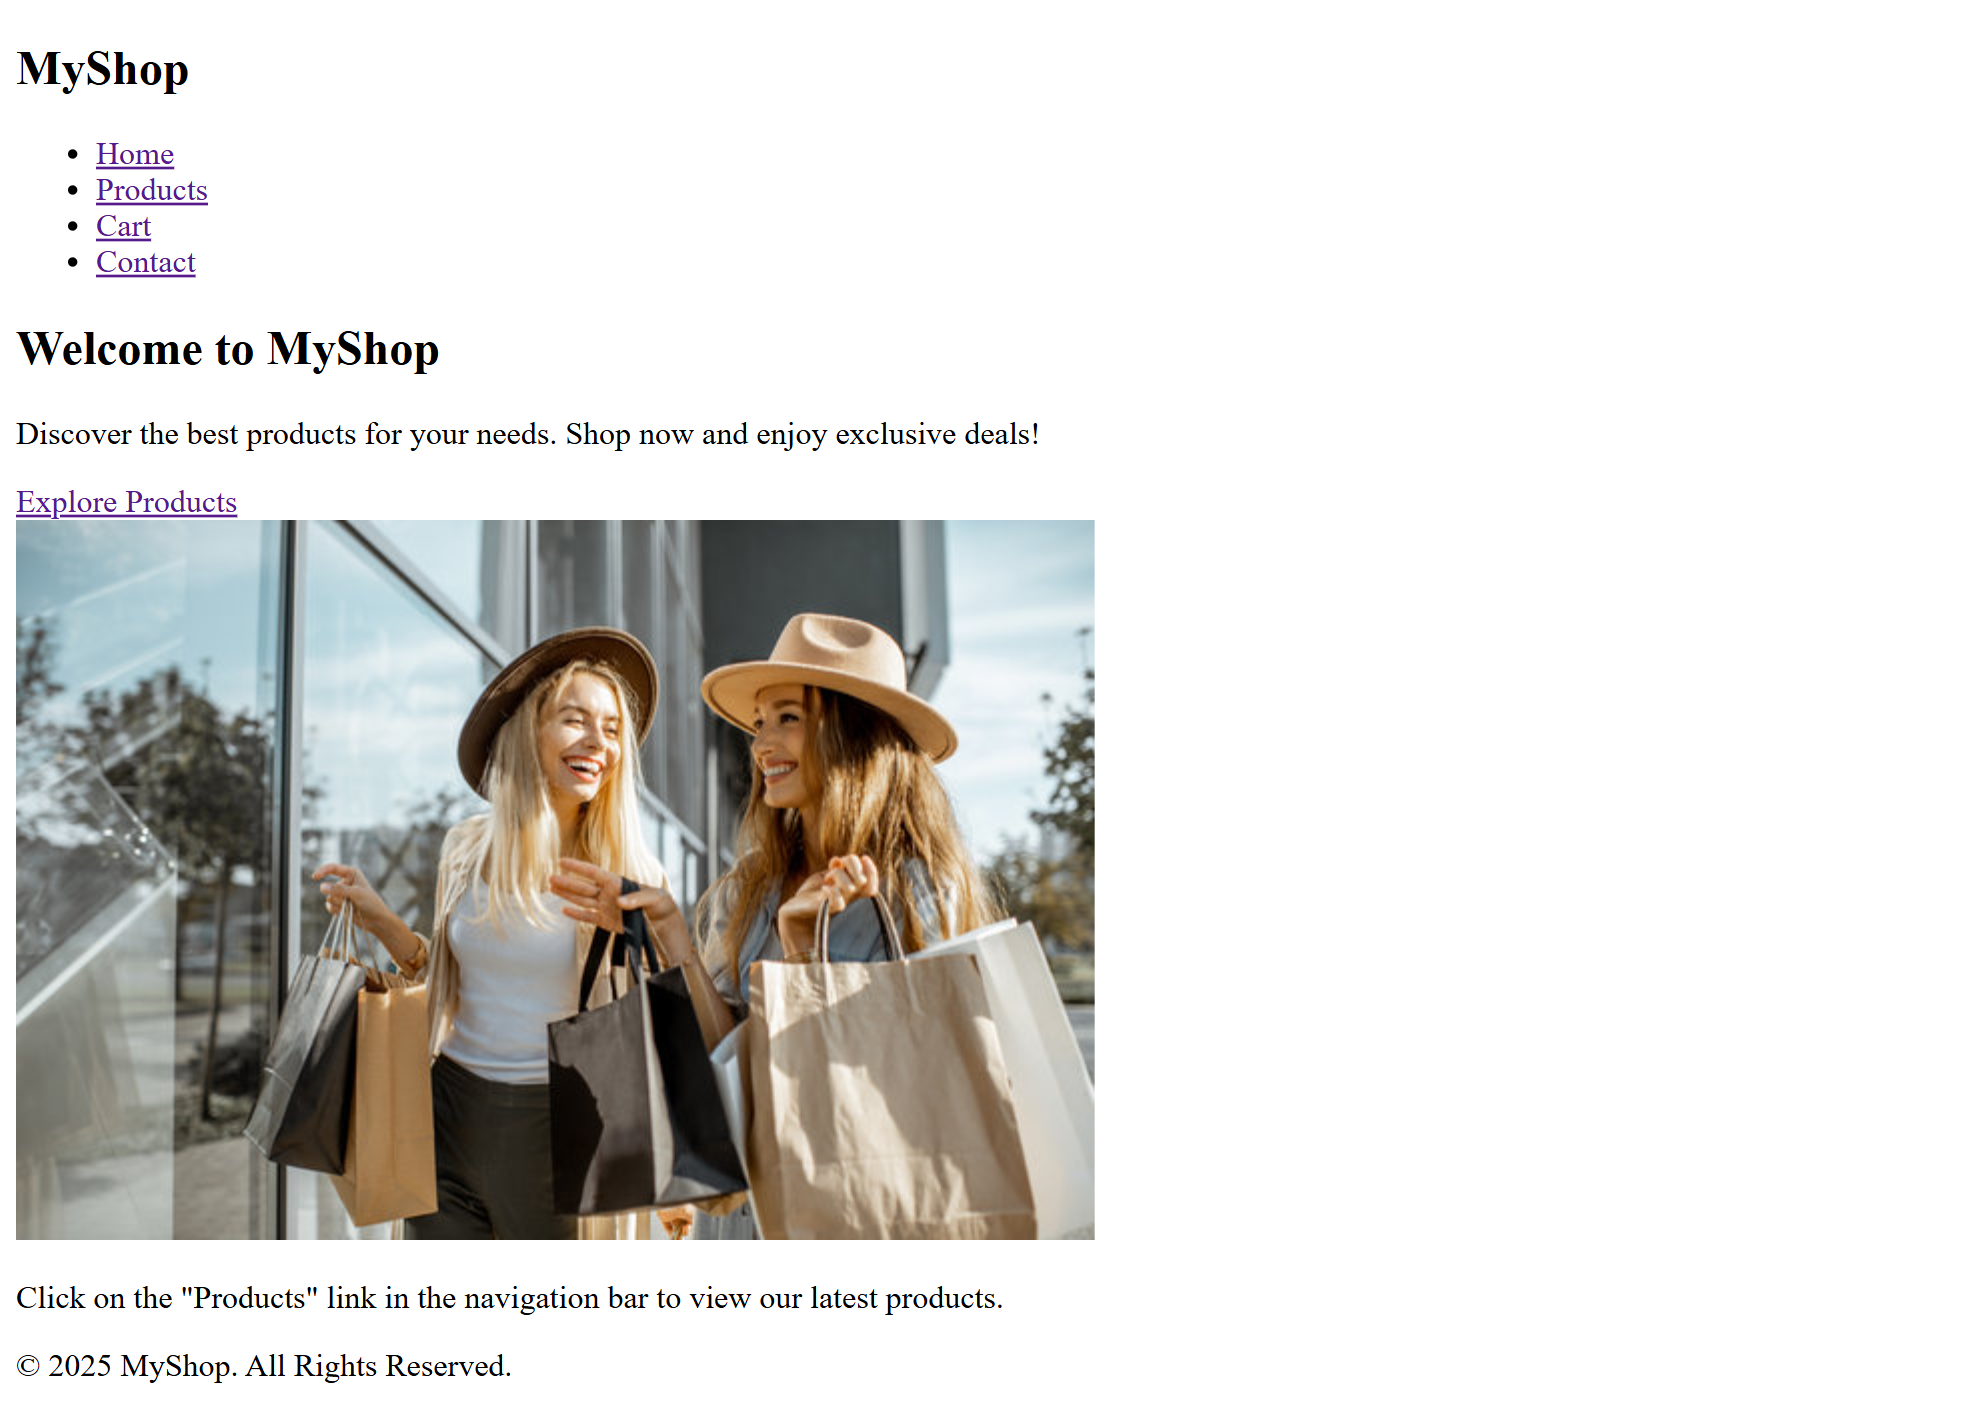 MyShop
Home
Products
Cart
Contact
Welcome to MyShop
Discover the best products for your needs. Shop now and enjoy exclusive deals!
Explore Products
Click on the "Products" link in the navigation bar to view our latest products.
© 2025 MyShop. All Rights Reserved.